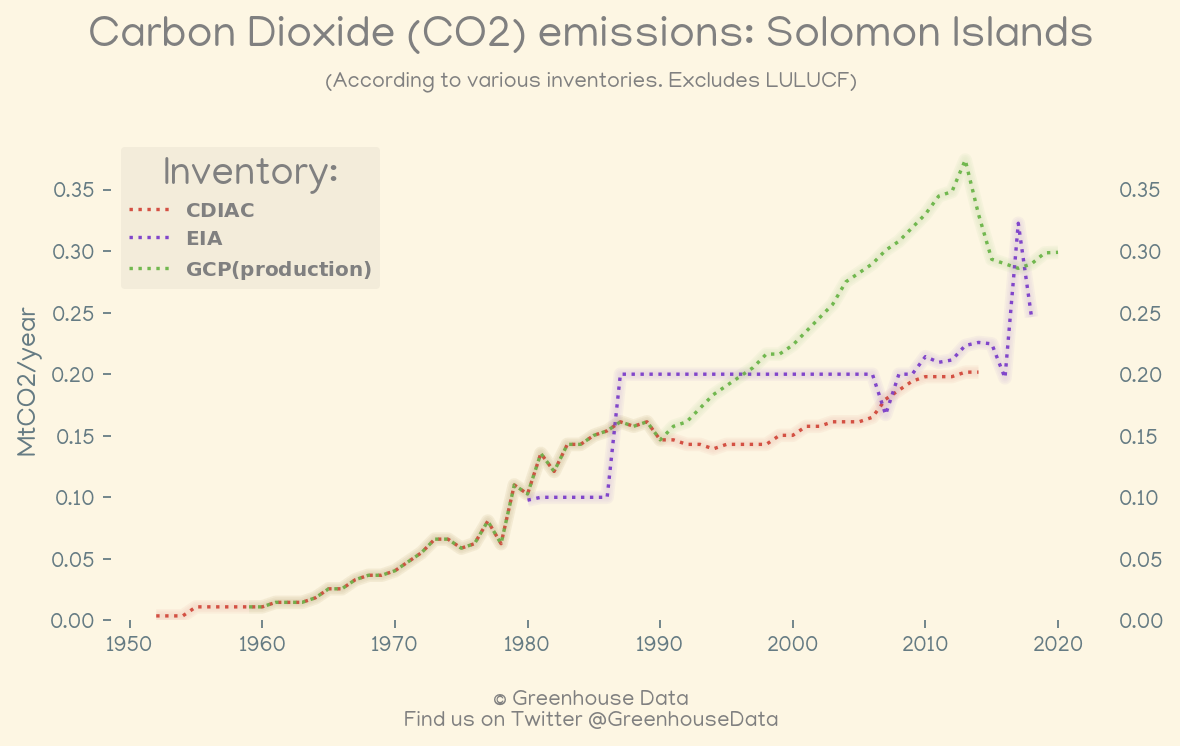 Carbon Dioxide (CO2) emissions: Solomon Islands
(According to various inventories. Excludes LULUCF)
Inventory:
CDIAC
EIA
GCP(production)
MtCO2/year
0.35
0.30
0.25
0.20
0.15
0.10
0.05
0.00
0.35
0.30
0.25
0.20
0.15
0.10
0.05
0.00
1950 1960 1970 1980 1990 2000 2010 2020
© Greenhouse Data
Find us on Twitter @GreenhouseData